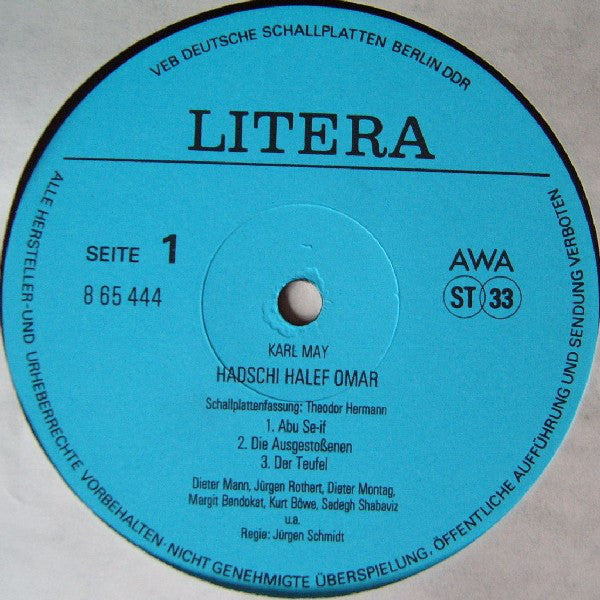 VEB DEUTSCHE SCHALLPLATTEN BERLIN DDR
LITERA
SEITE 1
8 65 444
AWA
ST 33
KARL MAY
HADSCHI HALEF OMAR
Schallplattenfassung: Theodor Hermann
1. Abu Se-if
2. Die Ausgestoßenen
3. Der Teufel
Dieter Mann, Jürgen Rothert, Dieter Montag,
Margit Bendokat, Kurt Böwe, Sadegh Shabaviz
u.a.
Regie: Jürgen Schmidt
ALLE HERSTELLER- UND URHEBERRECHTE VORBEHALTEN · NICHT GENEHMIGTE ÜBERSPIELUNG, ÖFFENTLICHE AUFFÜHRUNG UND SENDUNG VERBOTEN